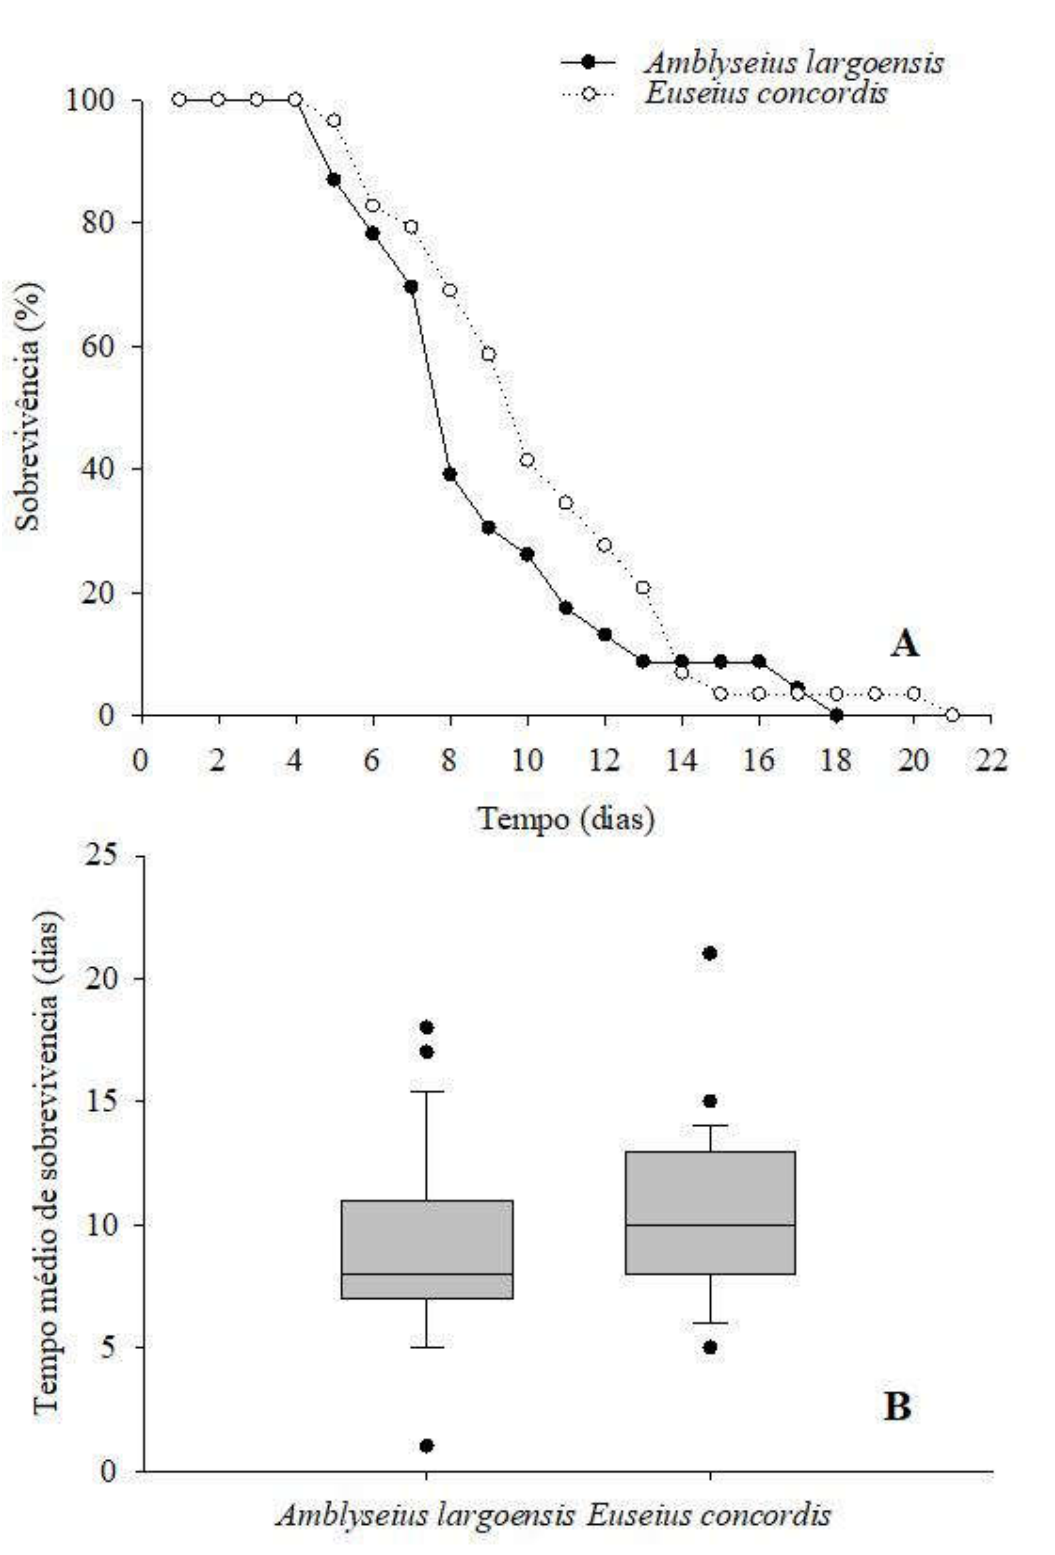 Amblyseius largoensis
Euseius concordis
100
80
60
40
20
0
Sobrevivência (%)
A
0 2 4 6 8 10 12 14 16 18 20 22
Tempo (dias)
25
20
15
10
5
0
Tempo médio de sobrevivencia (dias)
B
Amblyseius largoensis Euseius concordis